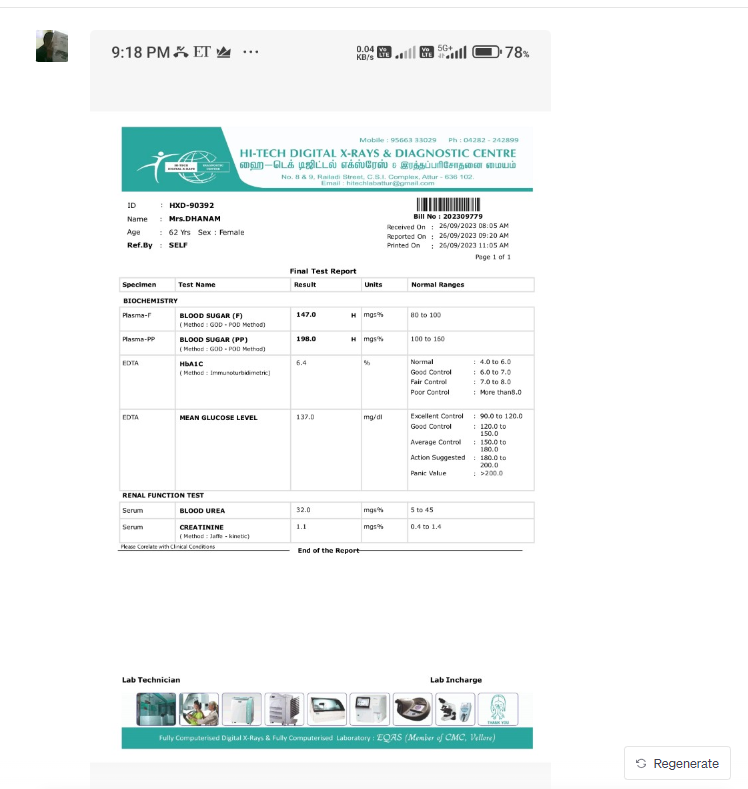 9:18 PM ET ... 0.04 KB/s Vo LTE Vo LTE 5G+ 78%
Mobile : 95663 33029 Ph : 04282 - 242899
HI-TECH DIGITAL X-RAYS & DIAGNOSTIC CENTRE
ஹை-டெக் டிஜிட்டல் எக்ஸ்ரேஸ் & இரத்தப்பரிசோதனை மையம்
No. 8 & 9, Railadi Street, C.S.I. Complex, Attur - 636 102.
Email : hitechlabattur@gmail.com
ID : HXD-90392
Name : Mrs.DHANAM
Bill No : 202309779
Age : 62 Yrs Sex : Female
Received On : 26/09/2023 08:05 AM
Reported On : 26/09/2023 09:20 AM
Ref.By : SELF
Printed On : 26/09/2023 11:05 AM
Page 1 of 1
Final Test Report
Specimen Test Name Result Units Normal Ranges
BIOCHEMISTRY
Plasma-F BLOOD SUGAR (F) 147.0 H mgs% 80 to 100
( Method : GOD - POD Method)
Plasma-PP BLOOD SUGAR (PP) 198.0 H mgs% 100 to 160
( Method : GOD - POD Method)
EDTA HbA1C 6.4 % Normal : 4.0 to 6.0
( Method : Immunoturbidimetric) Good Control : 6.0 to 7.0
Fair Control : 7.0 to 8.0
Poor Control : More than8.0
EDTA MEAN GLUCOSE LEVEL 137.0 mg/dl Excellent Control : 90.0 to 120.0
Good Control : 120.0 to
150.0
Average Control : 150.0 to
180.0
Action Suggested : 180.0 to
200.0
Panic Value : >200.0
RENAL FUNCTION TEST
Serum BLOOD UREA 32.0 mgs% 5 to 45
Serum CREATININE 1.1 mgs% 0.4 to 1.4
( Method : Jaffe - kinetic)
Please Corelate with Clinical Conditions
End of the Report
Lab Technician Lab Incharge
THANK YOU
Fully Computerised Digital X-Rays & Fully Computerised Laboratory : EQAS (Member of CMC, Vellore)
Regenerate